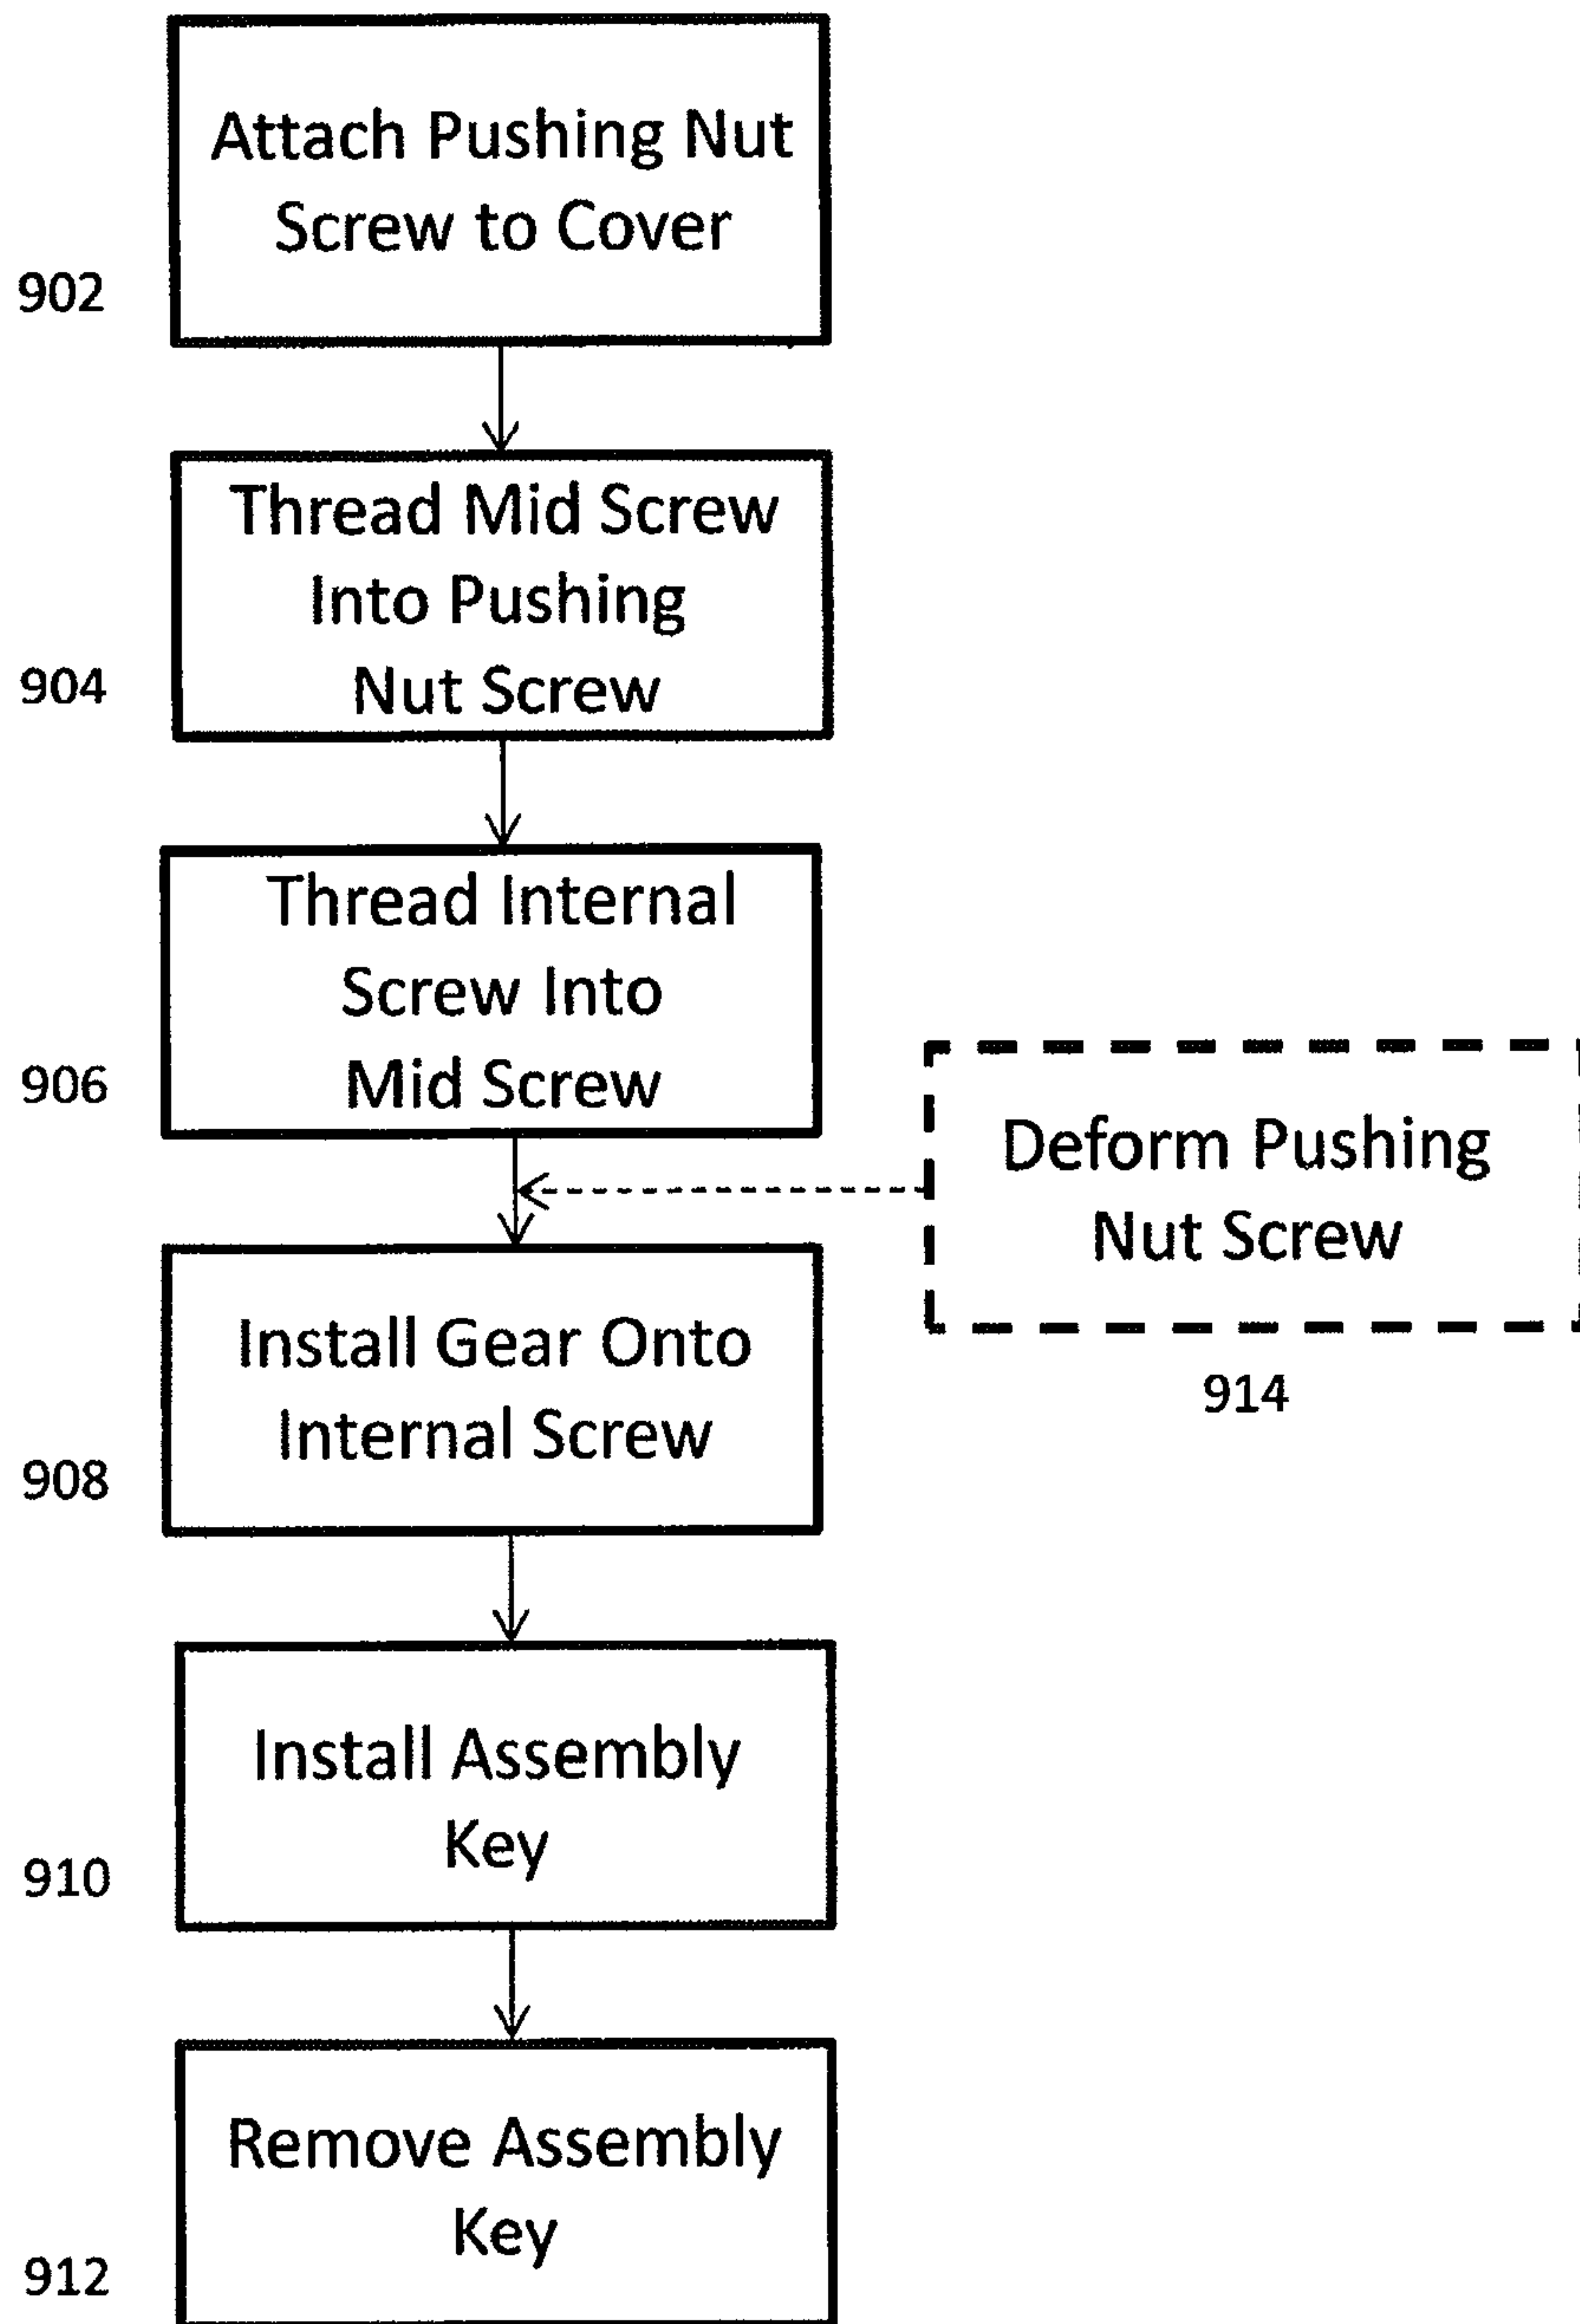 Attach Pushing Nut
Screw to Cover
902
Thread Mid Screw
Into Pushing
Nut Screw
904
Thread Internal
Screw Into
Mid Screw
906
Deform Pushing
Nut Screw
914
Install Gear Onto
Internal Screw
908
Install Assembly
Key
910
Remove Assembly
Key
912